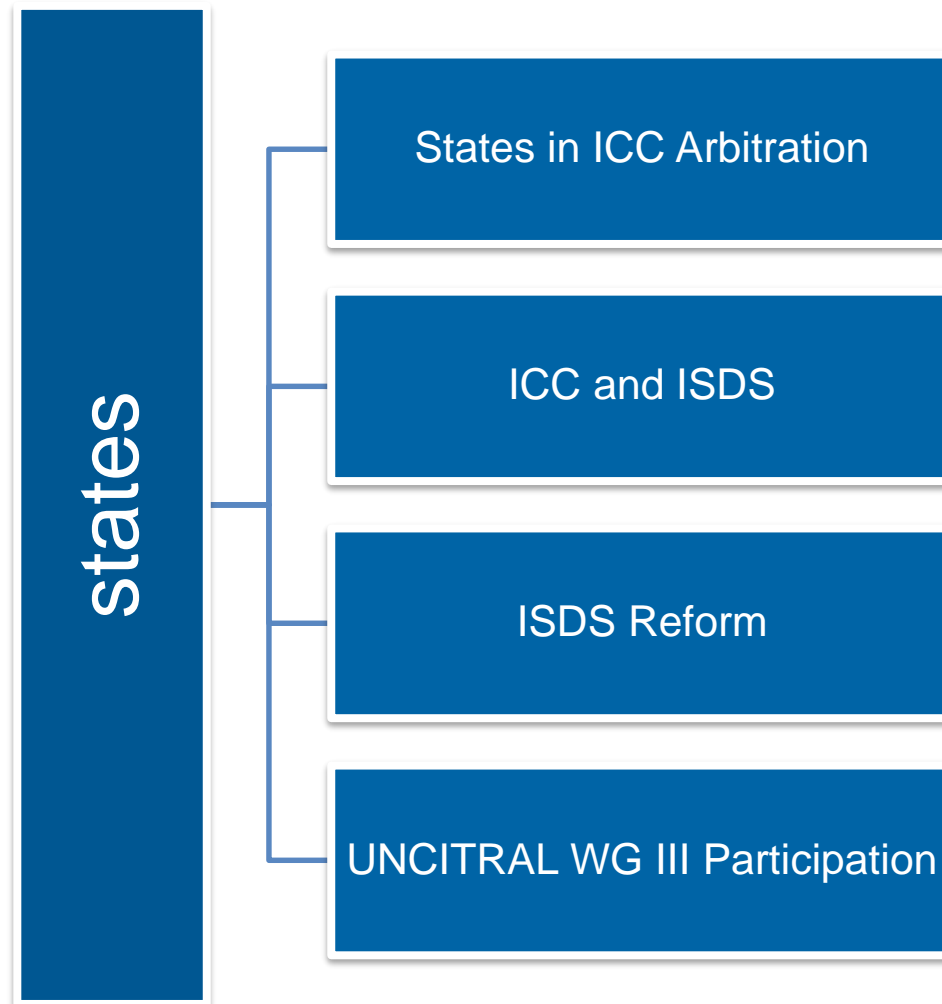 states
States in ICC Arbitration
ICC and ISDS
ISDS Reform
UNCITRAL WG III Participation